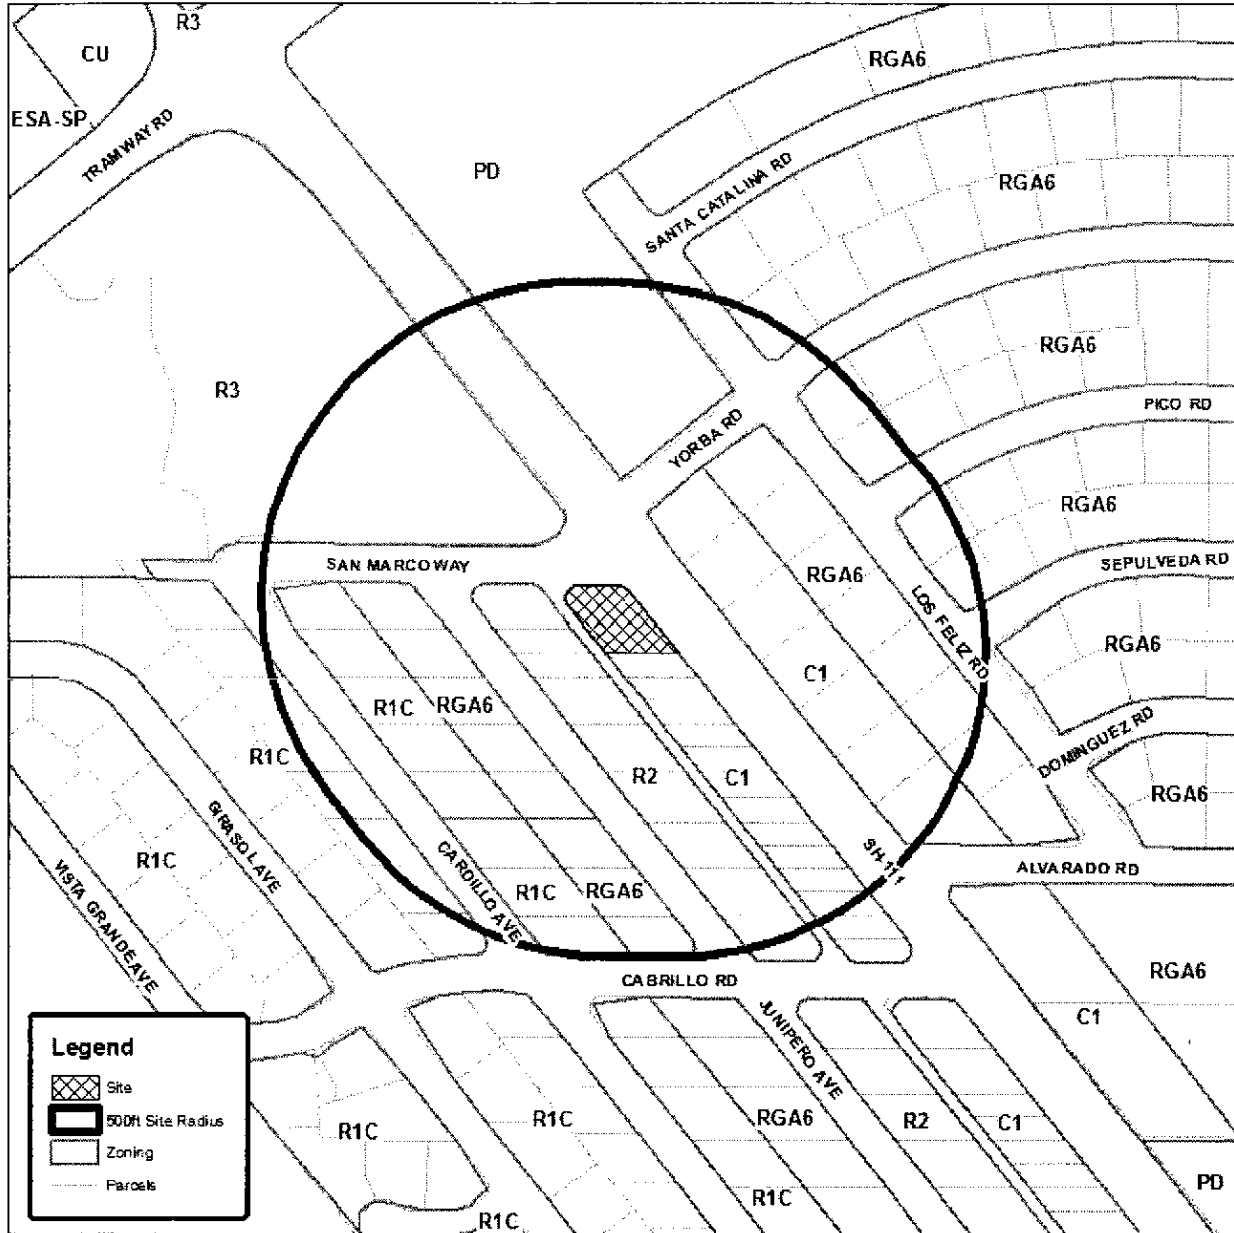 R3
CU
RGA6
ESA-SP
TRAMWAY RD
PD
SANTA CATALINA RD
RGA6
RGA6
R3
PICO RD
YORBA RD
RGA6
SAN MARCO WAY
RGA6
SEPULVEDA RD
LOS FELIZ RD
RGA6
C1
R1C
RGA6
R1C
R2
C1
DOMINGUEZ RD
RGA6
GIRASOL AVE
R1C
VISTA GRANDE AVE
CARDILLO AVE
SH-111
ALVARADO RD
R1C
RGA6
CABRILLO RD
RGA6
C1
JUNIPERO AVE
Legend
Site
500ft Site Radius
Zoning
Parcels
R1C
R1C
RGA6
R2
C1
R1C
PD
R1C